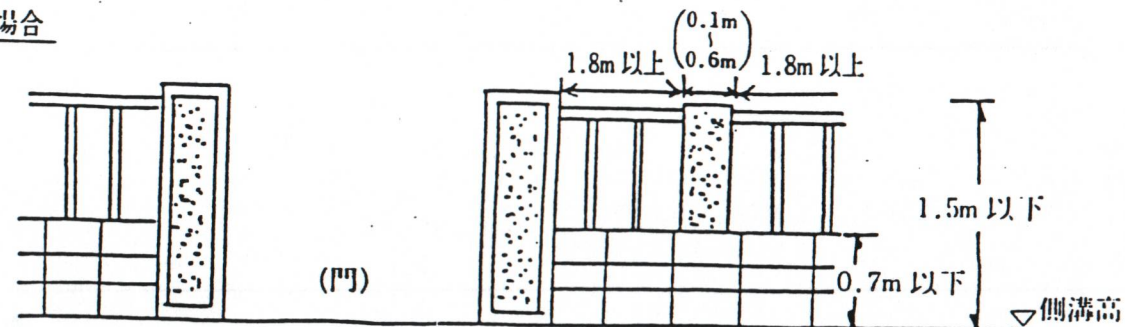 場合
(0.1m
〜
0.6m)
1.8m 以上
1.8m 以上
1.5m 以下
(門)
0.7m 以下
▽側溝高